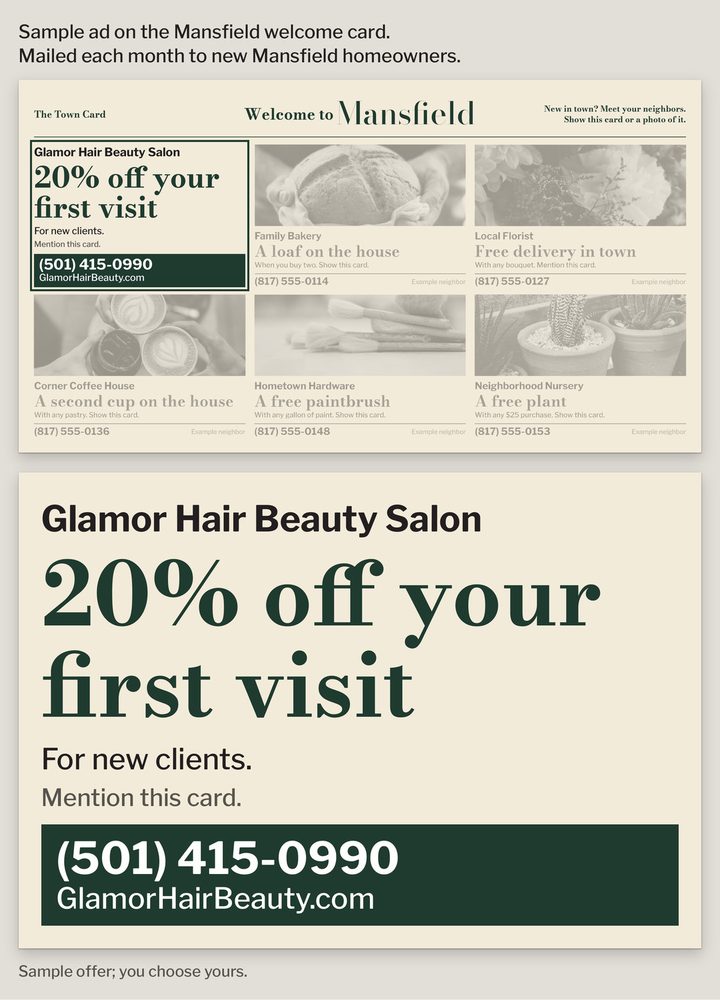 Sample ad on the Mansfield welcome card.
Mailed each month to new Mansfield homeowners.
The Town Card
Welcome to Mansfield
New in town? Meet your neighbors.
Show this card or a photo of it.
Glamor Hair Beauty Salon
20% off your
first visit
For new clients.
Mention this card.
(501) 415-0990
GlamorHairBeauty.com
Family Bakery
A loaf on the house
When you buy two. Show this card.
(817) 555-0114
Example neighbor
Local Florist
Free delivery in town
With any bouquet. Mention this card.
(817) 555-0127
Example neighbor
Corner Coffee House
A second cup on the house
With any pastry. Show this card.
(817) 555-0136
Example neighbor
Hometown Hardware
A free paintbrush
With any gallon of paint. Show this card.
(817) 555-0148
Example neighbor
Neighborhood Nursery
A free plant
With any $25 purchase. Show this card.
(817) 555-0153
Example neighbor
Glamor Hair Beauty Salon
20% off your
first visit
For new clients.
Mention this card.
(501) 415-0990
GlamorHairBeauty.com
Sample offer; you choose yours.